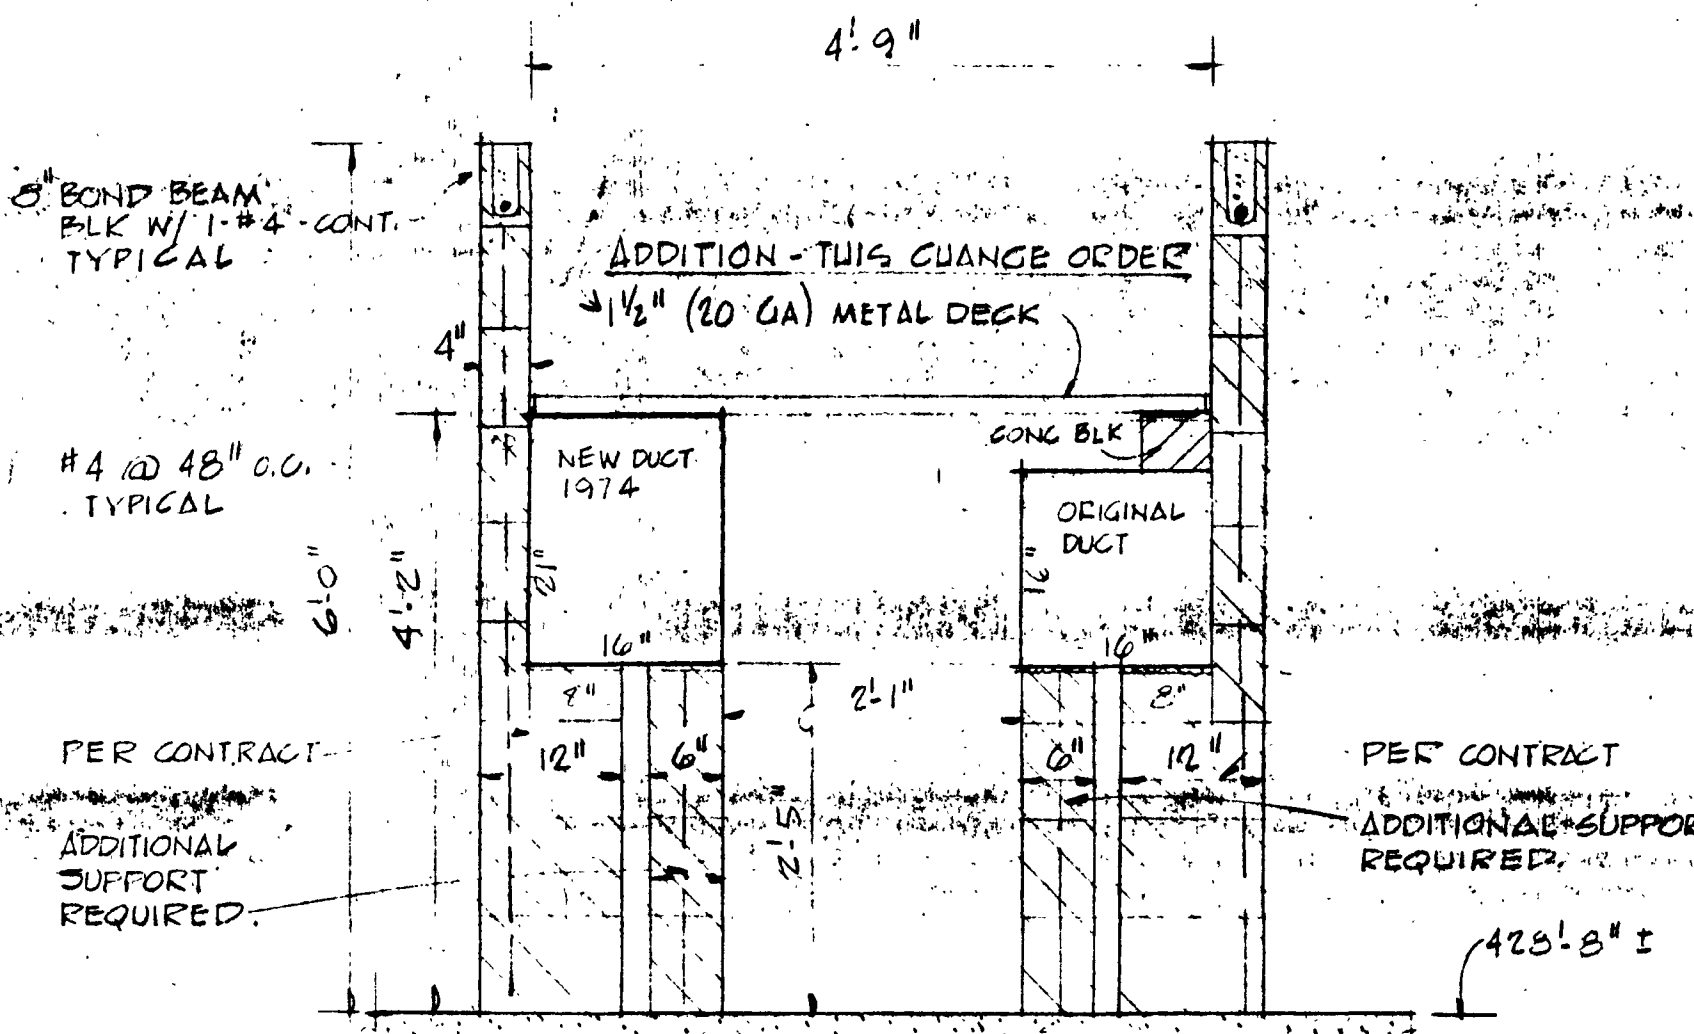 4'-9"
8" BOND BEAM
BLK W/ 1-#4-CONT.
TYPICAL
ADDITION - THIS CHANGE ORDER
1½" (20 GA) METAL DECK
4"
CONC BLK
#4 @ 48" O.C.
TYPICAL
NEW DUCT
1974
ORIGINAL
DUCT
6'-0"
4'-2"
21"
16"
16"
16"
8"
2'-1"
8"
PER CONTRACT
12"
6"
6"
12"
PER CONTRACT
2'-5"
ADDITIONAL
SUPPORT
REQUIRED.
ADDITIONAL SUPPOR
REQUIRED.
428'-8" ±